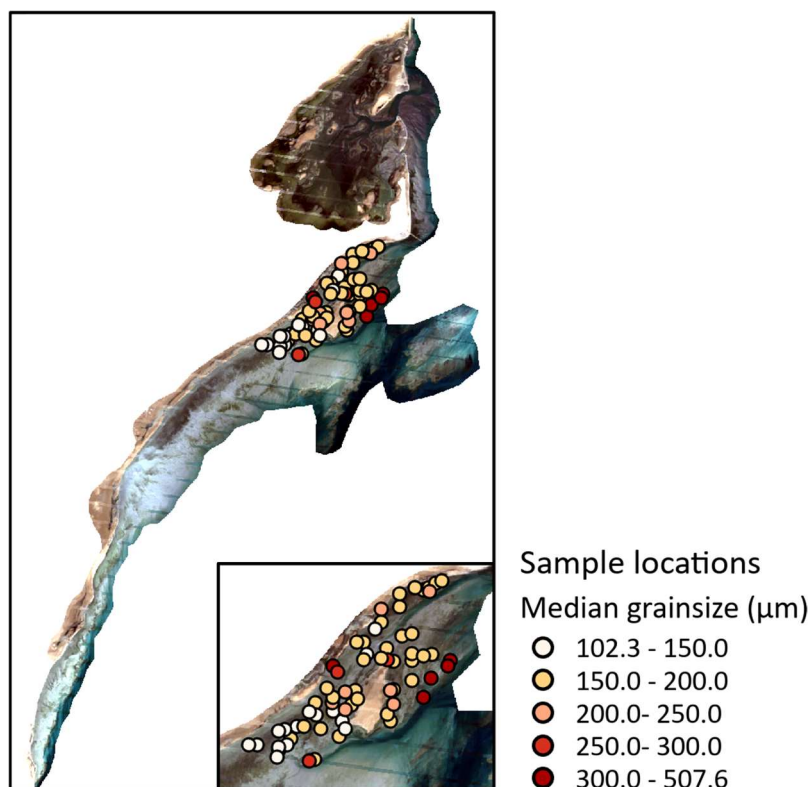 Sample locations
Median grainsize (µm)
102.3 - 150.0
150.0 - 200.0
200.0- 250.0
250.0- 300.0
300.0 - 507.6